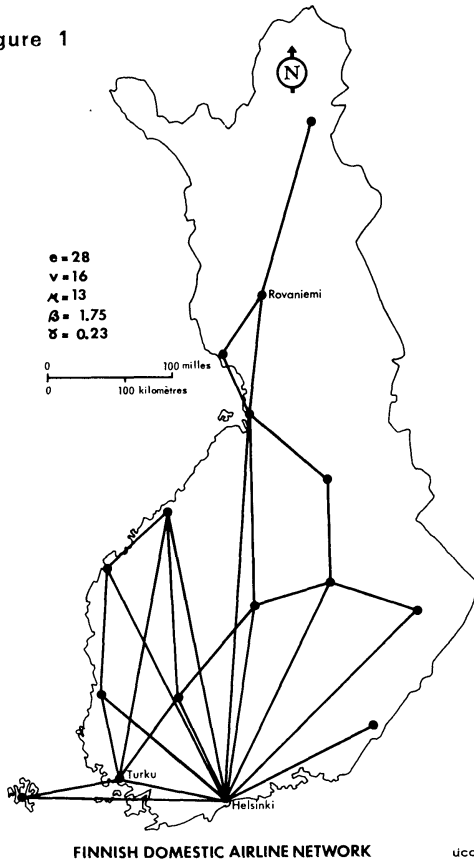 gure 1
N
e=28
v=16
μ=13
β= 1.75
γ= 0.23
0 100 milles
0 100 kilomètres
Rovaniemi
Turku
Helsinki
FINNISH DOMESTIC AIRLINE NETWORK